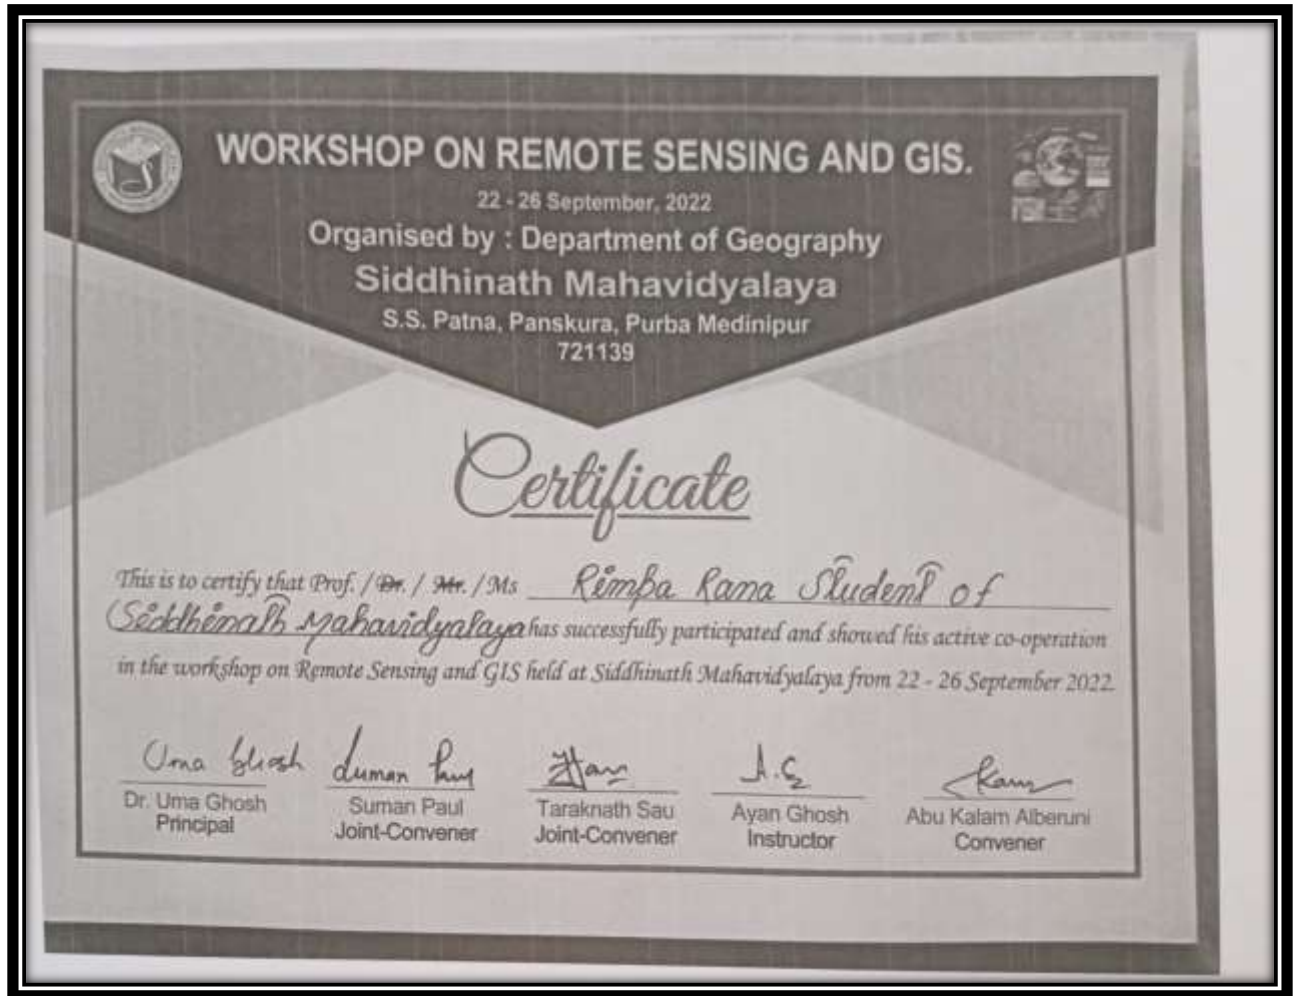 WORKSHOP ON REMOTE SENSING AND GIS.
22 - 26 September, 2022
Organised by : Department of Geography
Siddhinath Mahavidyalaya
S.S. Patna, Panskura, Purba Medinipur
721139
Certificate
This is to certify that Prof. / Dr. / Mr. / Ms Rimpa Rana Student of
Siddhinath Mahavidyalaya has successfully participated and showed his active co-operation
in the workshop on Remote Sensing and GIS held at Siddhinath Mahavidyalaya from 22 - 26 September 2022.
Uma Ghosh Suman Paul A.G
Dr. Uma Ghosh Suman Paul Taraknath Sau Ayan Ghosh Abu Kalam Alberuni
Principal Joint-Convener Joint-Convener Instructor Convener